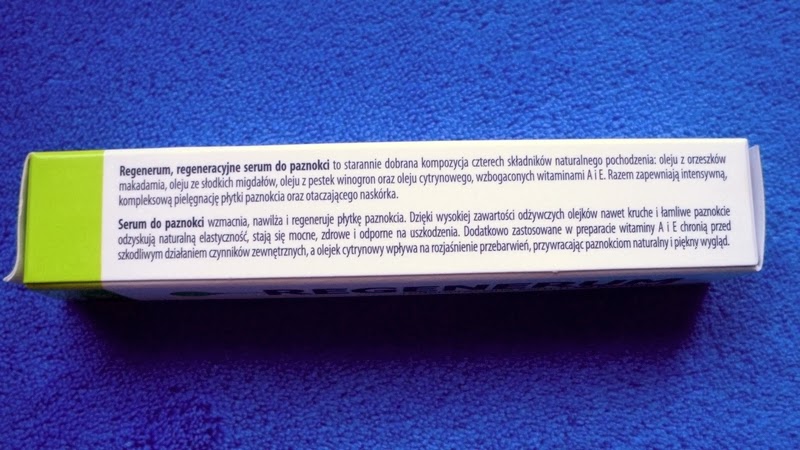 Regenerum, regeneracyjne serum do paznokci to starannie dobrana kompozycja czterech składników naturalnego pochodzenia: oleju z orzeszków
makadamia, oleju ze słodkich migdałów, oleju z pestek winogron oraz oleju cytrynowego, wzbogaconych witaminami A i E. Razem zapewniają intensywną,
kompleksową pielęgnację płytki paznokcia oraz otaczającego naskórka.
Serum do paznokci wzmacnia, nawilża i regeneruje płytkę paznokcia. Dzięki wysokiej zawartości odżywczych olejków nawet kruche i łamliwe paznokcie
odzyskują naturalną elastyczność, stają się mocne, zdrowe i odporne na uszkodzenia. Dodatkowo zastosowane w preparacie witaminy A i E chronią przed
szkodliwym działaniem czynników zewnętrznych, a olejek cytrynowy wpływa na rozjaśnienie przebarwień, przywracając paznokciom naturalny i piękny wygląd.
REGENERUM